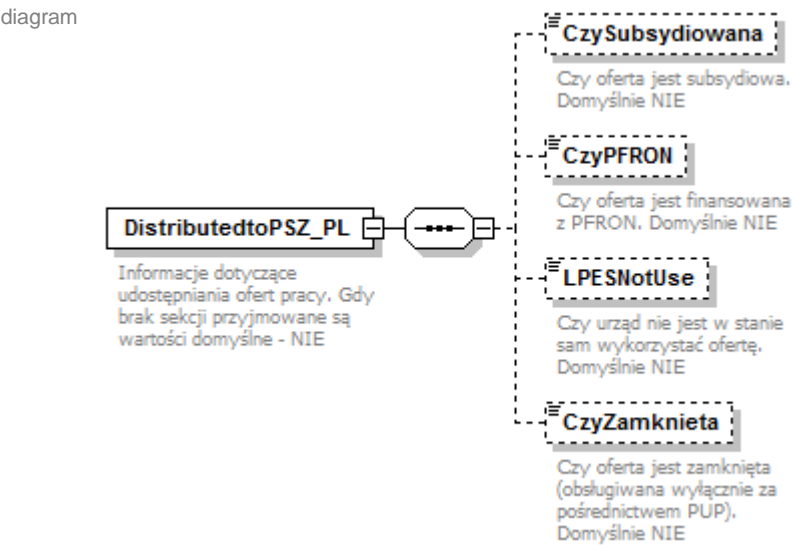 diagram
CzySubsydiowana
Czy oferta jest subsydiowa.
Domyślnie NIE
CzyPFRON
Czy oferta jest finansowana
z PFRON. Domyślnie NIE
DistributedtoPSZ_PL
Informacje dotyczące
udostępniania ofert pracy. Gdy
brak sekcji przyjmowane są
wartości domyślne - NIE
LPESNotUse
Czy urząd nie jest w stanie
sam wykorzystać ofertę.
Domyślnie NIE
CzyZamknieta
Czy oferta jest zamknięta
(obsługiwana wyłącznie za
pośrednictwem PUP).
Domyślnie NIE